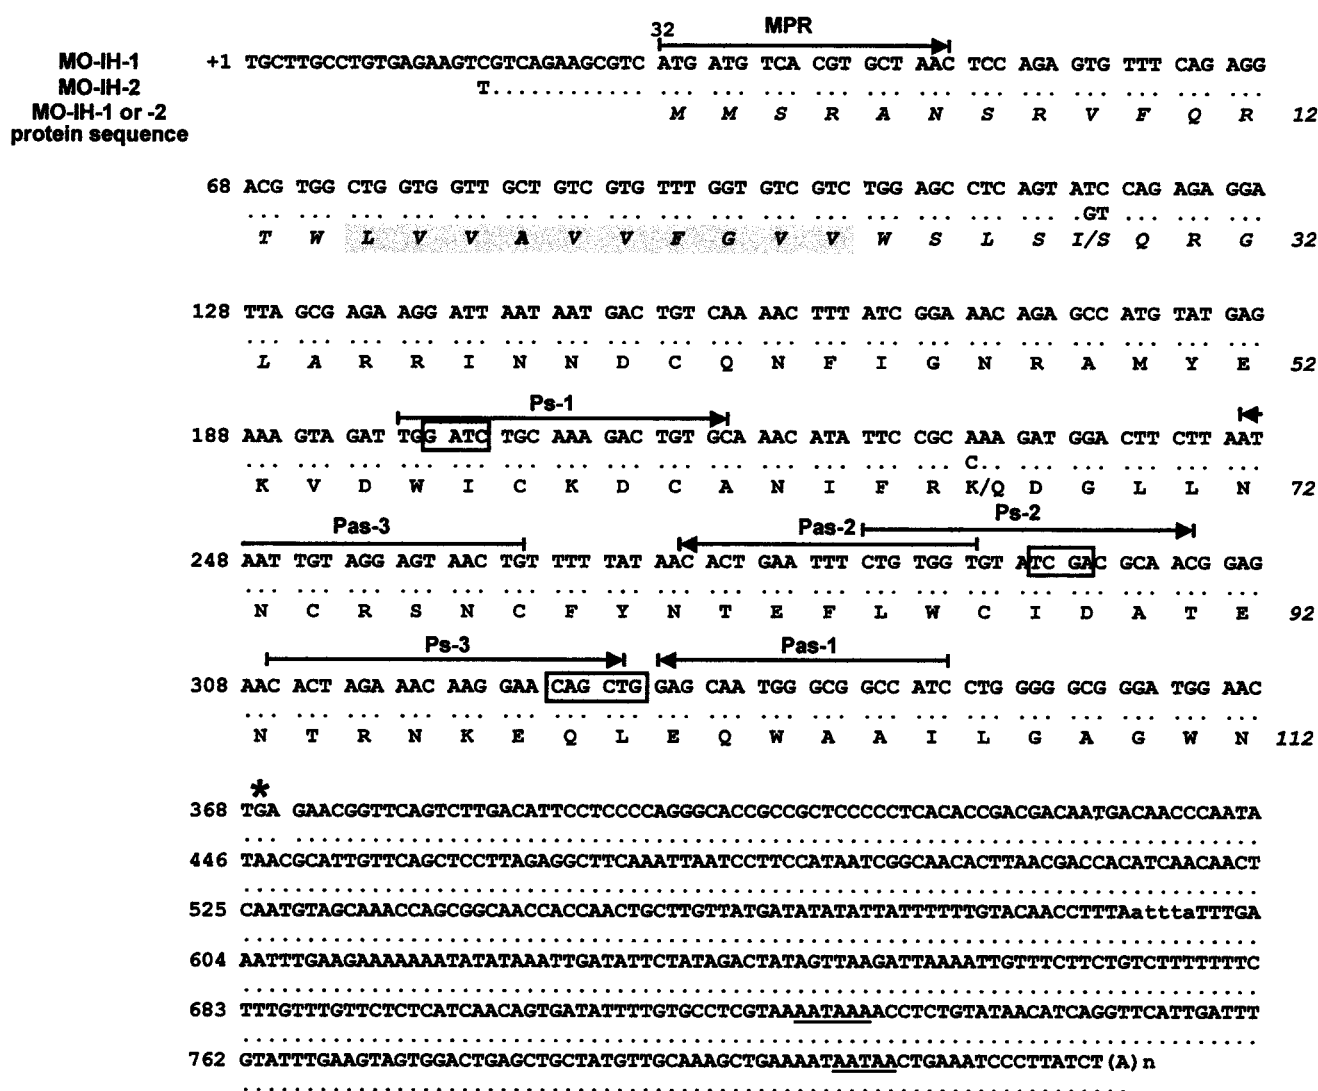 32 MPR
MO-IH-1 +1 TGCTTGCCTGTGAGAAGTCGTCAGAAGCGTC ATG ATG TCA CGT GCT AAC TCC AGA GTG TTT CAG AGG
MO-IH-2 T............ ... ... ... ... ... ... ... ... ... ... ... ...
MO-IH-1 or -2 M M S R A N S R V F Q R 12
protein sequence
68 ACG TGG CTG GTG GTT GCT GTC GTG TTT GGT GTC GTC TGG AGC CTC AGT ATC CAG AGA GGA
... ... ... ... ... ... ... ... ... ... ... ... ... ... ... ... .GT ... ... ...
T W L V V A V V F G V V W S L S I/S Q R G 32
128 TTA GCG AGA AGG ATT AAT AAT GAC TGT CAA AAC TTT ATC GGA AAC AGA GCC ATG TAT GAG
... ... ... ... ... ... ... ... ... ... ... ... ... ... ... ... ... ... ... ...
L A R R I N N D C Q N F I G N R A M Y E 52
Ps-1
188 AAA GTA GAT TGG ATC TGC AAA GAC TGT GCA AAC ATA TTC CGC AAA GAT GGA CTT CTT AAT
... ... ... ... ... ... ... ... ... ... ... ... ... ... C.. ... ... ... ... ...
K V D W I C K D C A N I F R K/Q D G L L N 72
Pas-3 Pas-2 Ps-2
248 AAT TGT AGG AGT AAC TGT TTT TAT AAC ACT GAA TTT CTG TGG TGT ATC GAC GCA ACG GAG
... ... ... ... ... ... ... ... ... ... ... ... ... ... ... ... ... ... ... ...
N C R S N C F Y N T E F L W C I D A T E 92
Ps-3 Pas-1
308 AAC ACT AGA AAC AAG GAA CAG CTG GAG CAA TGG GCG GCC ATC CTG GGG GCG GGA TGG AAC
... ... ... ... ... ... ... ... ... ... ... ... ... ... ... ... ... ... ... ...
N T R N K E Q L E Q W A A I L G A G W N 112
*
368 TGA GAACGGTTCAGTCTTGACATTCCTCCCCAGGGCACCGCCGCTCCCCCTCACACCGACGACAATGACAACCCAATA
... ...........................................................................
446 TAACGCATTGTTCAGCTCCTTAGAGGCTTCAAATTAATCCTTCCATAATCGGCAACACTTAACGACCACATCAACAACT
...............................................................................
525 CAATGTAGCAAACCAGCGGCAACCACCAACTGCTTGTTATGATATATATTATTTTTTGTACAACCTTTAatttaTTTGA
...............................................................................
604 AATTTGAAGAAAAAAATATATAAATTGATATTCTATAGACTATAGTTAAGATTAAAATTGTTTCTTCTGTCTTTTTTTC
...............................................................................
683 TTTGTTTGTTCTCTCATCAACAGTGATATTTTGTGCCTCGTAAAAATAAAACCTCTGTATAACATCAGGTTCATTGATTT
...............................................................................
762 GTATTTGAAGTAGTGGACTGAGCTGCTATGTTGCAAAGCTGAAAATAATAACTGAAATCCCTTATCT(A)n
...................................................................